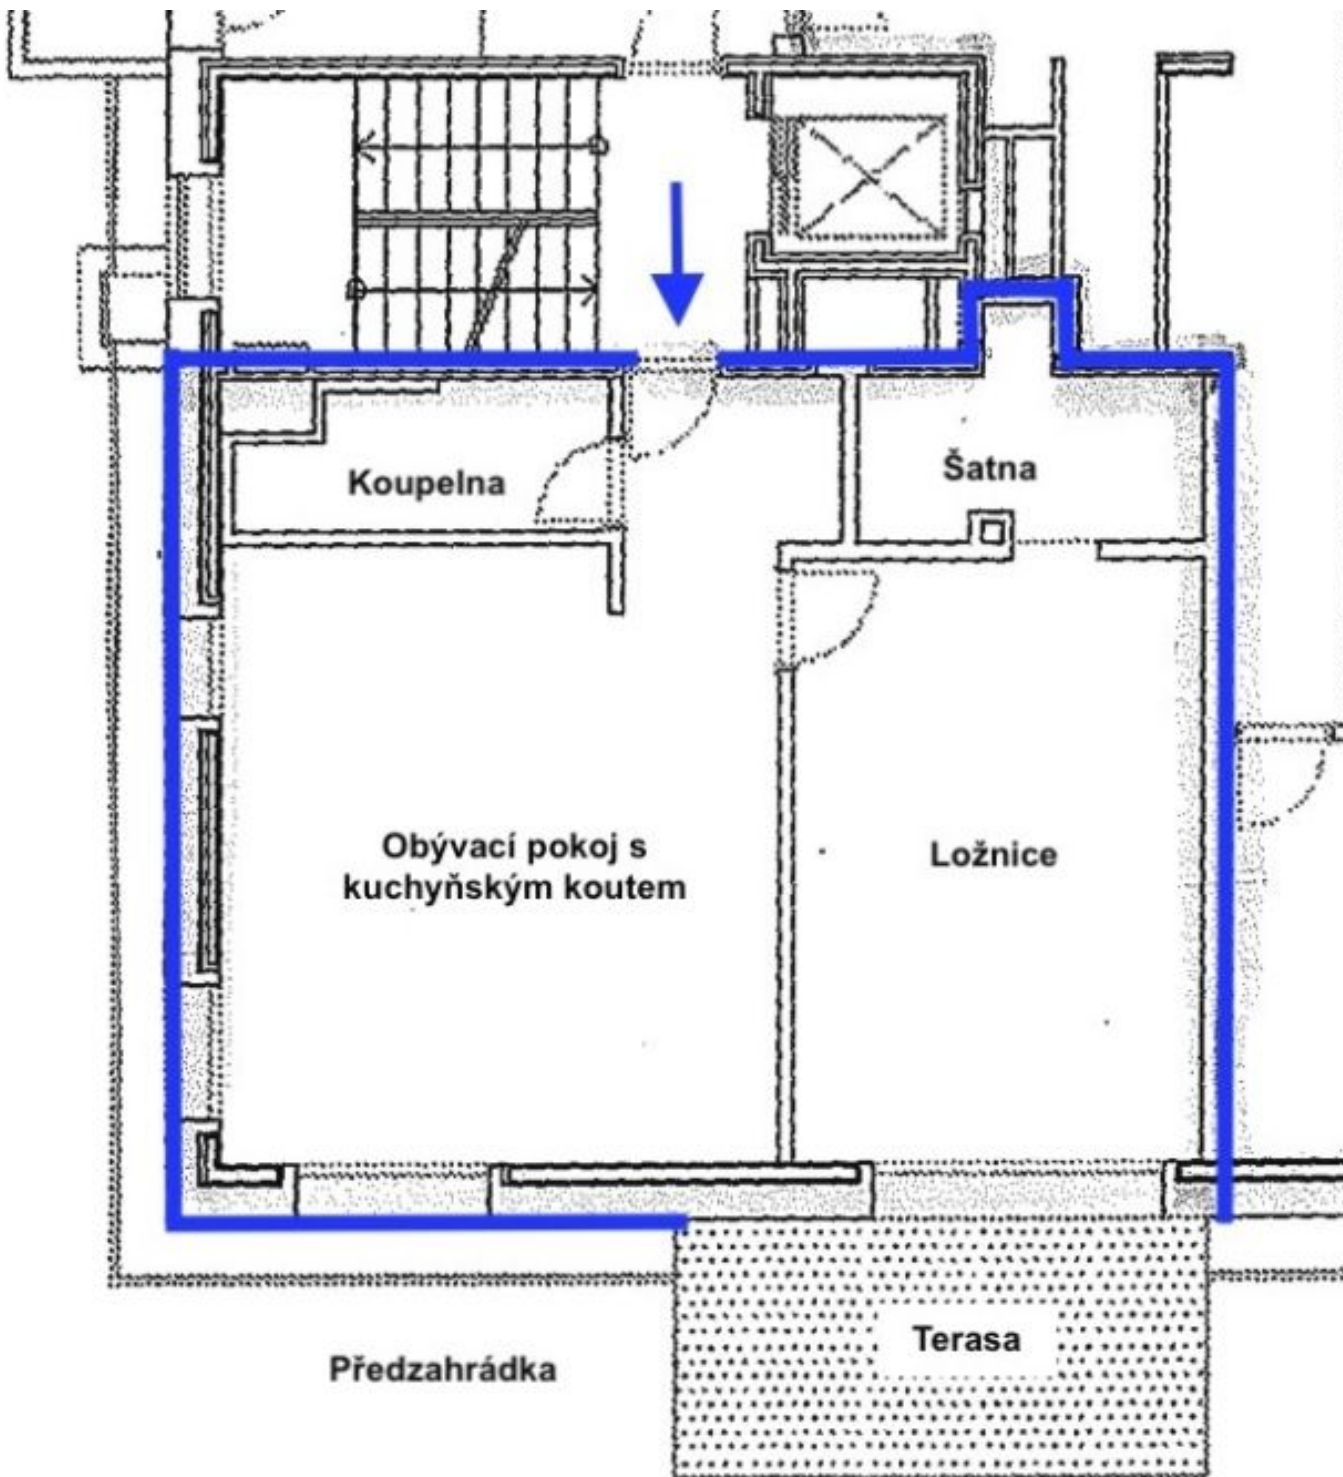 Koupelna
Šatna
Obývací pokoj s
kuchyňským koutem
Ložnice
Terasa
Předzahrádka